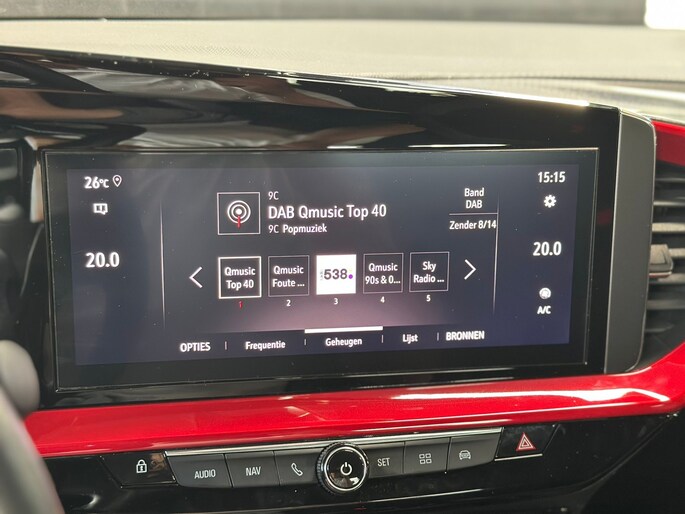 26°C
9C
DAB Qmusic Top 40
9C Popmuziek
Band
DAB
Zender 8/14
15:15
20.0
20.0
A/C
Qmusic
Top 40
1
Qmusic
Foute ...
2
538
3
Qmusic
90s & 0...
4
Sky
Radio ...
5
OPTIES
Frequentie
Geheugen
Lijst
BRONNEN
AUDIO
NAV
SET